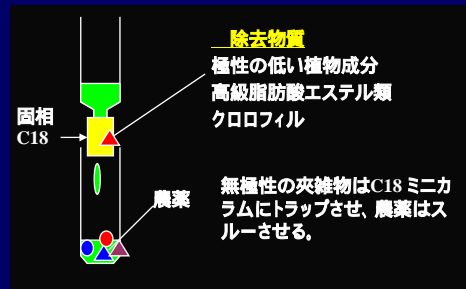 除去物質
極性の低い植物成分
高級脂肪酸エステル類
クロロフィル
固相
C18
農薬
無極性の夾雑物はC18 ミニカ
ラムにトラップさせ、農薬はス
ルーさせる。